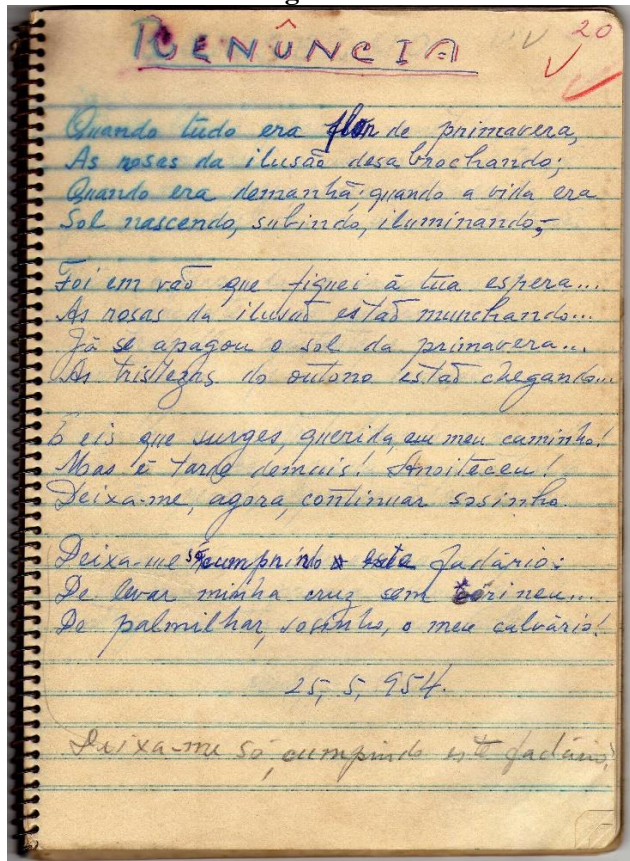 RENÚNCIA
20
Quando tudo era flor de primavera,
As rosas da ilusão desabrochando;
Quando era demanhã; quando a vida era
Sol nascendo, subindo, iluminando,-
Foi em vão que fiquei à tua espera...
As rosas da ilusão estão munchando...
Já se apagou o sol da primavera...
As tristezas do outono estão chegando...
E eis que surges, querida, em meu caminho!
Mas é tarde demais! Anoiteceu!
Deixa-me, agora, continuar sosinho.
Deixa-me só cumprindo este fadário:
De levar minha cruz sem Cirineu...
De palmilhar, sosinho, o meu calvário!
25, 5, 954.
Deixa-me só, cumprindo este fadário,